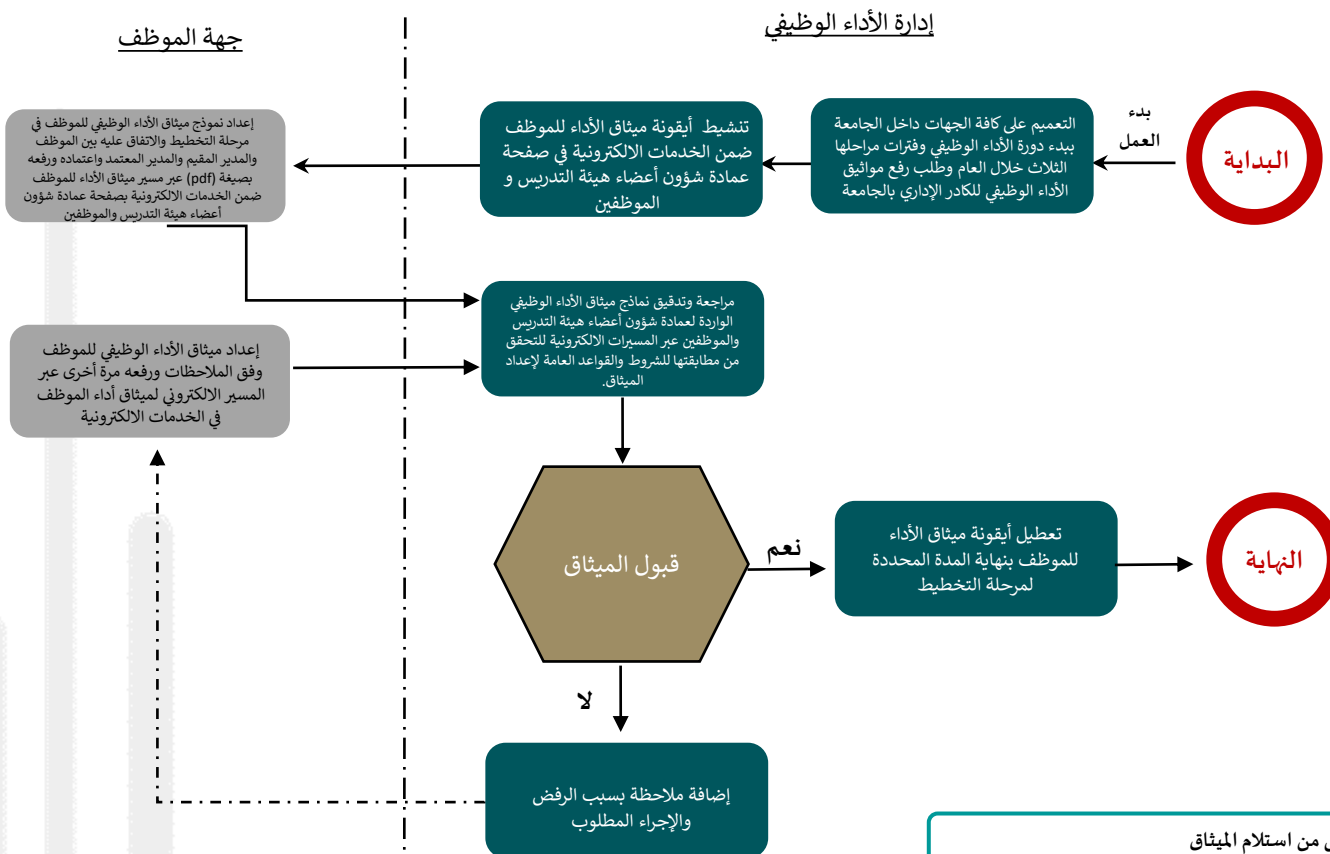 إدارة الأداء الوظيفي
جهة الموظف
البداية
بدء
العمل
التعميم على كافة الجهات داخل الجامعة
ببدء دورة الأداء الوظيفي وفترات مراحلها
الثلاث خلال العام وطلب رفع مواثيق
الأداء الوظيفي للكادر الإداري بالجامعة
تنشيط أيقونة ميثاق الأداء للموظف
ضمن الخدمات الالكترونية في صفحة
عمادة شؤون أعضاء هيئة التدريس و
الموظفين
إعداد نموذج ميثاق الأداء الوظيفي للموظف في
مرحلة التخطيط والاتفاق عليه بين الموظف
والمدير المقيم والمدير المعتمد واعتماده ورفعه
بصيغة (pdf) عبر مسير ميثاق الأداء للموظف
ضمن الخدمات الالكترونية بصفحة عمادة شؤون
أعضاء هيئة التدريس والموظفين
مراجعة وتدقيق نماذج ميثاق الأداء الوظيفي
الواردة لعمادة شؤون أعضاء هيئة التدريس
والموظفين عبر المسيرات الالكترونية للتحقق
من مطابقتها للشروط والقواعد العامة لإعداد
الميثاق.
إعداد ميثاق الأداء الوظيفي للموظف
وفق الملاحظات ورفعه مرة أخرى عبر
المسير الالكتروني لميثاق أداء الموظف
في الخدمات الالكترونية
قبول الميثاق
نعم
تعطيل أيقونة ميثاق الأداء
للموظف بنهاية المدة المحددة
لمرحلة التخطيط
النهاية
لا
إضافة ملاحظة بسبب الرفض
والإجراء المطلوب
من استلام الميثاق